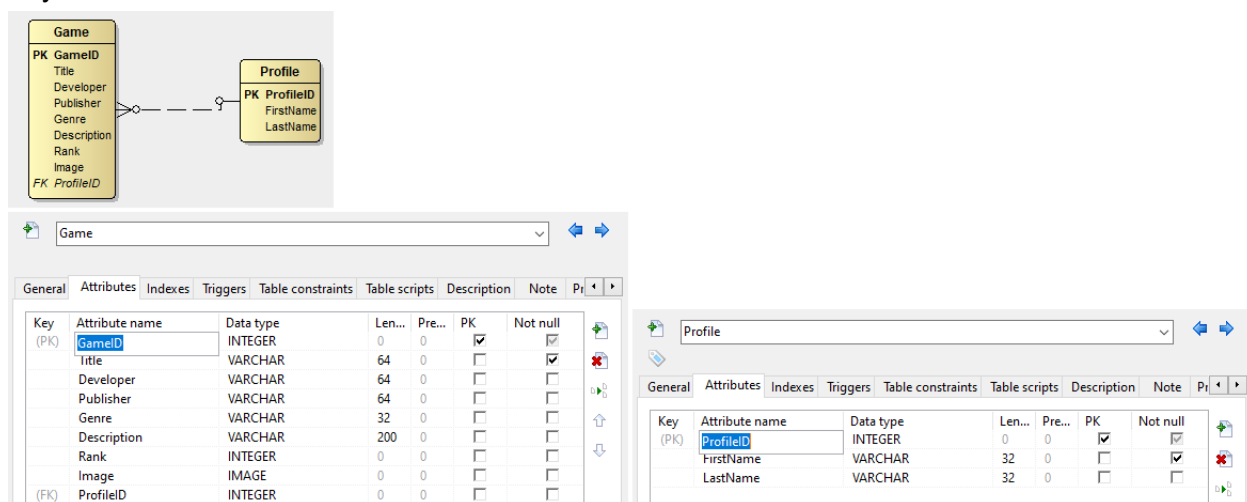 Game
PK GameID
Title
Developer
Publisher
Genre
Description
Rank
Image
FK ProfileID
Profile
PK ProfileID
FirstName
LastName
Game
General Attributes Indexes Triggers Table constraints Table scripts Description Note Pr
Key Attribute name Data type Len... Pre... PK Not null
(PK) GameID INTEGER 0 0
Title VARCHAR 64 0
Developer VARCHAR 64 0
Publisher VARCHAR 64 0
Genre VARCHAR 32 0
Description VARCHAR 200 0
Rank INTEGER 0 0
Image IMAGE 0 0
(FK) ProfileID INTEGER 0 0
Profile
General Attributes Indexes Triggers Table constraints Table scripts Description Note Pr
Key Attribute name Data type Len... Pre... PK Not null
(PK) ProfileID INTEGER 0 0
FirstName VARCHAR 32 0
LastName VARCHAR 32 0